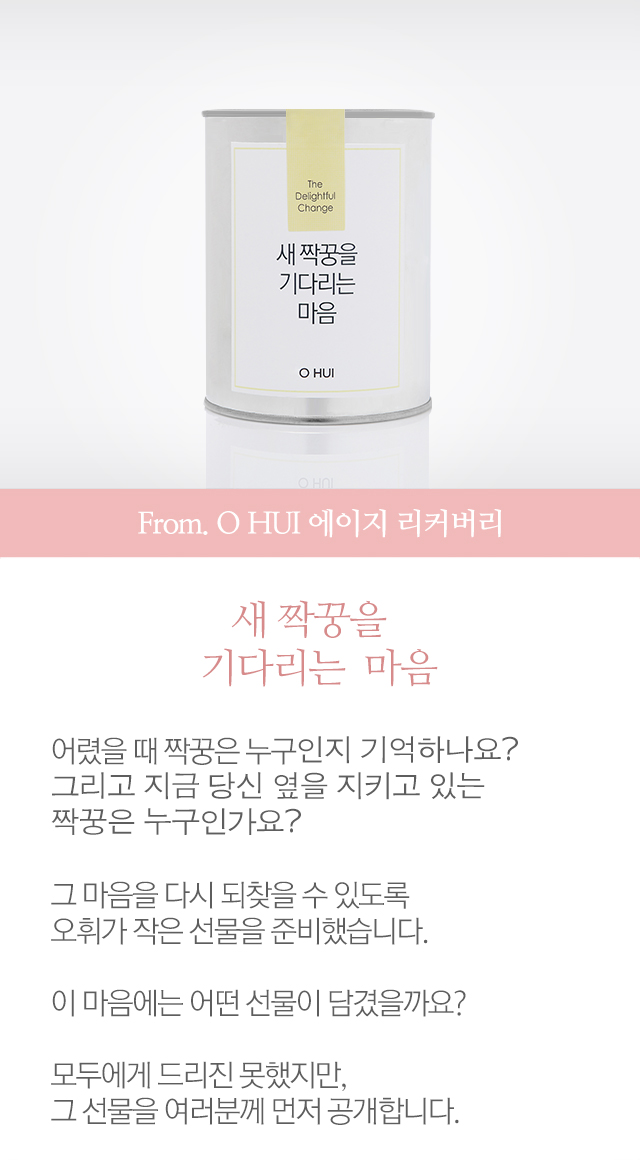 The
Delightful
Change
새 짝꿍을
기다리는
마음
O HUI
O HUI
From. O HUI 에이지 리커버리
새 짝꿍을
기다리는 마음
어렸을 때 짝꿍은 누구인지 기억하나요?
그리고 지금 당신 옆을 지키고 있는
짝꿍은 누구인가요?
그 마음을 다시 되찾을 수 있도록
오휘가 작은 선물을 준비했습니다.
이 마음에는 어떤 선물이 담겼을까요?
모두에게 드리진 못했지만,
그 선물을 여러분께 먼저 공개합니다.